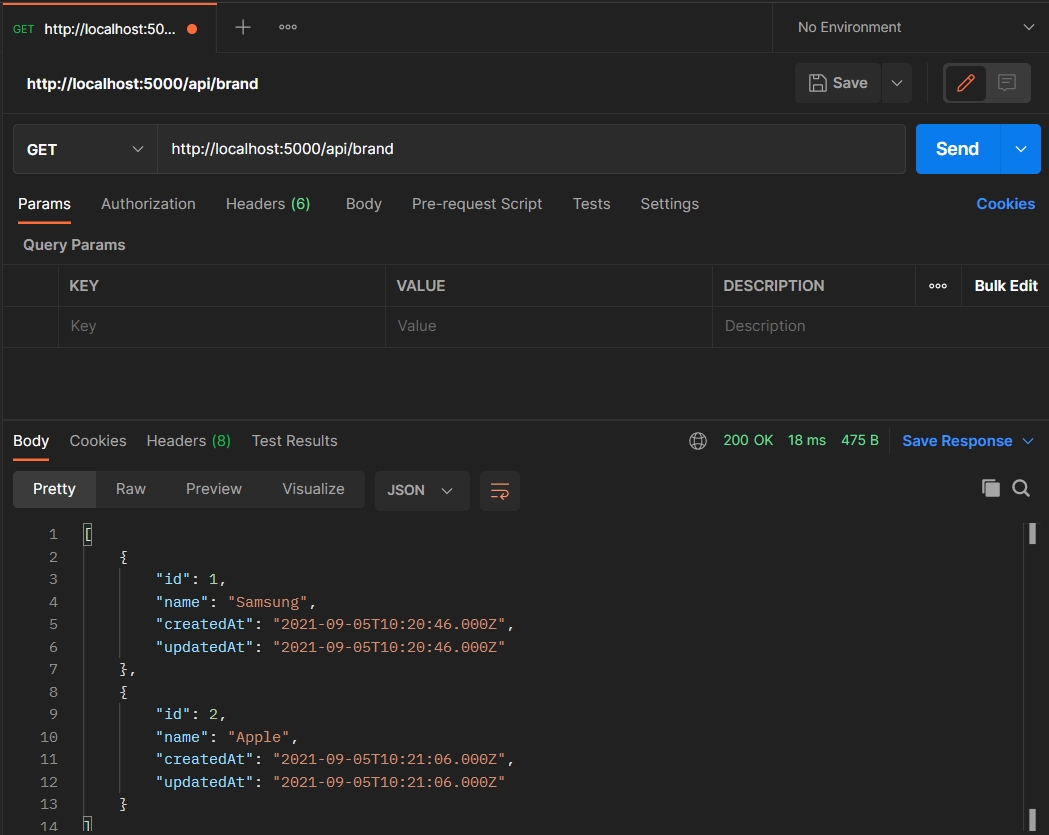 GET http://localhost:50...
No Environment
http://localhost:5000/api/brand
Save
GET http://localhost:5000/api/brand Send
Params Authorization Headers (6) Body Pre-request Script Tests Settings Cookies
Query Params
KEY VALUE DESCRIPTION Bulk Edit
Key Value Description
Body Cookies Headers (8) Test Results 200 OK 18 ms 475 B Save Response
Pretty Raw Preview Visualize JSON
1 [
2 {
3 "id": 1,
4 "name": "Samsung",
5 "createdAt": "2021-09-05T10:20:46.000Z",
6 "updatedAt": "2021-09-05T10:20:46.000Z"
7 },
8 {
9 "id": 2,
10 "name": "Apple",
11 "createdAt": "2021-09-05T10:21:06.000Z",
12 "updatedAt": "2021-09-05T10:21:06.000Z"
13 }
14 ]